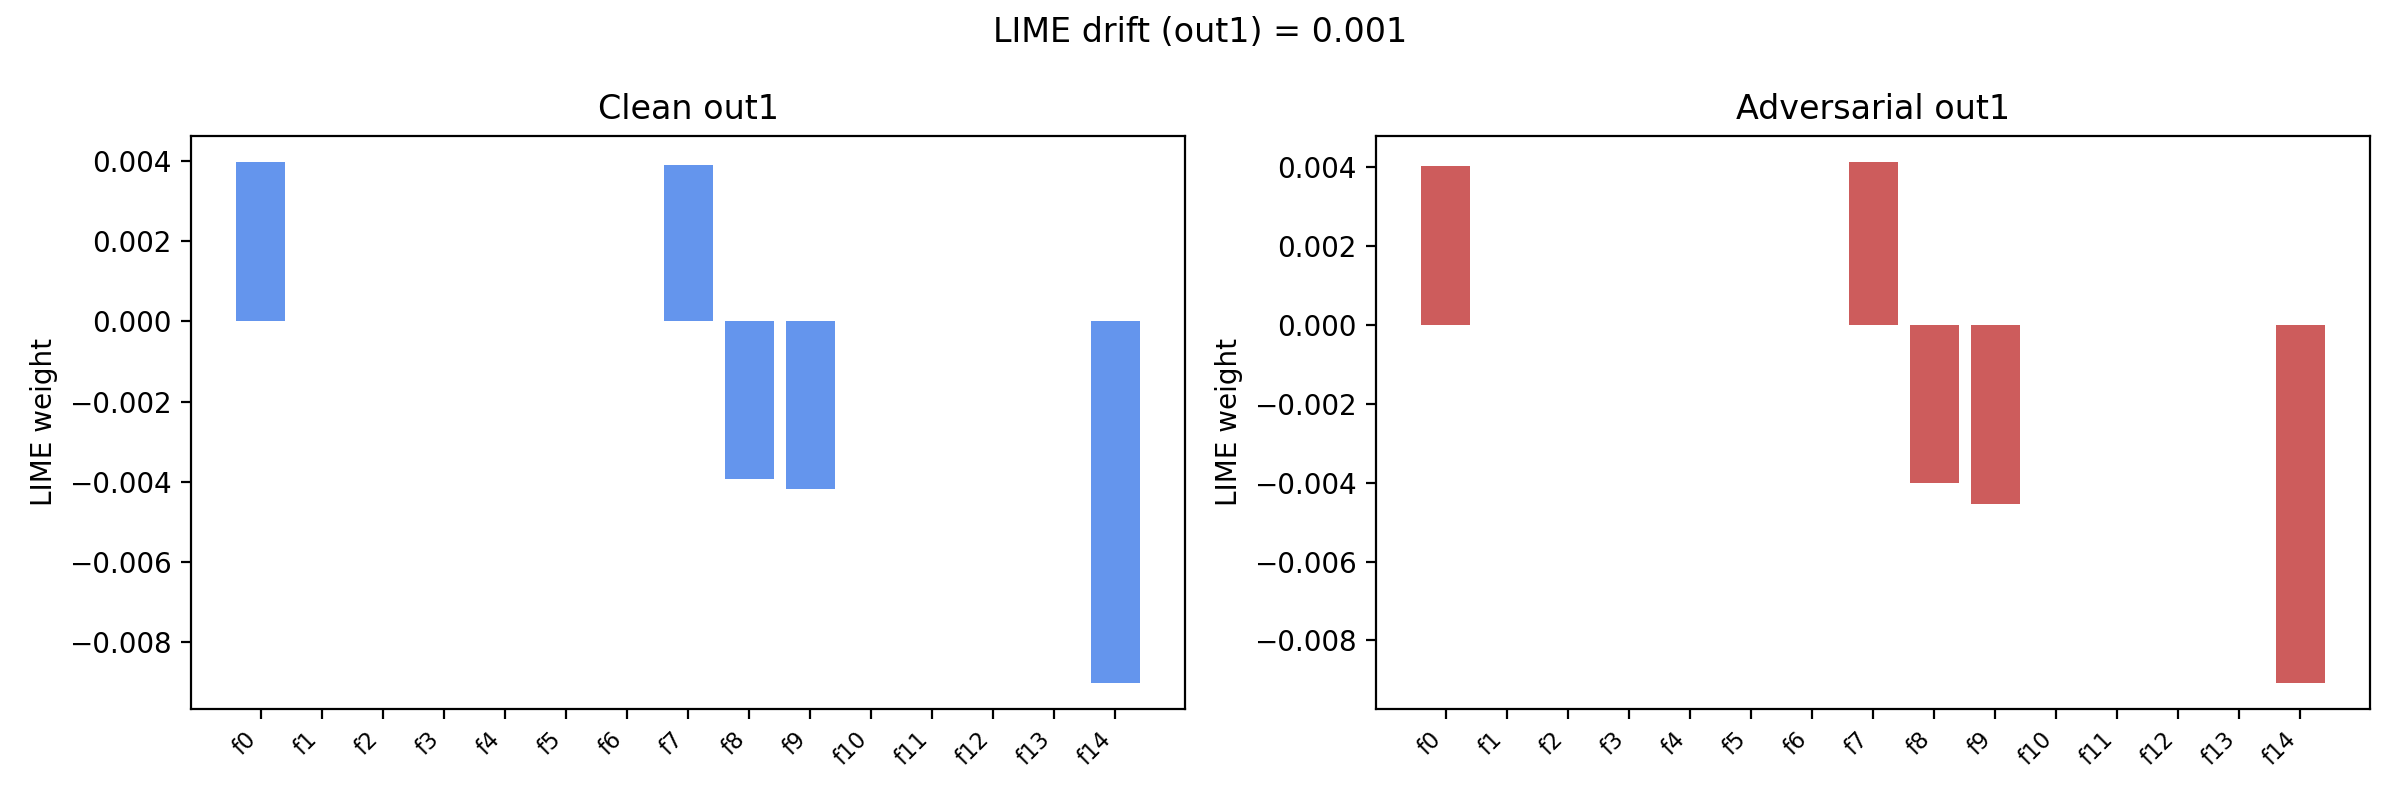 LIME drift (out1) = 0.001
Clean out1
LIME weight
0.004
0.002
0.000
−0.002
−0.004
−0.006
−0.008
f0 f1 f2 f3 f4 f5 f6 f7 f8 f9 f10 f11 f12 f13 f14
Adversarial out1
LIME weight
0.004
0.002
0.000
−0.002
−0.004
−0.006
−0.008
f0 f1 f2 f3 f4 f5 f6 f7 f8 f9 f10 f11 f12 f13 f14